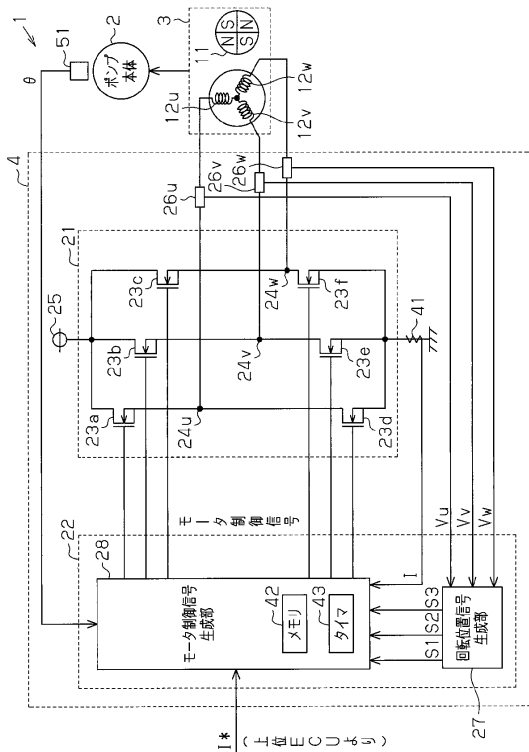 1
51
θ
2
ポンプ
本体
3
N
S
S
N
11
12u
12v
12w
4
26u
26v
26w
21
25
23a
23b
23c
24u
24v
24w
23d
23e
23f
41
モータ制御信号
22
28
モータ制御信号
生成部
42
メモリ
43
タイマ
I
Vu
Vv
Vw
S1
S2
S3
回転位置信号
生成部
27
I*
(上位ECUより)